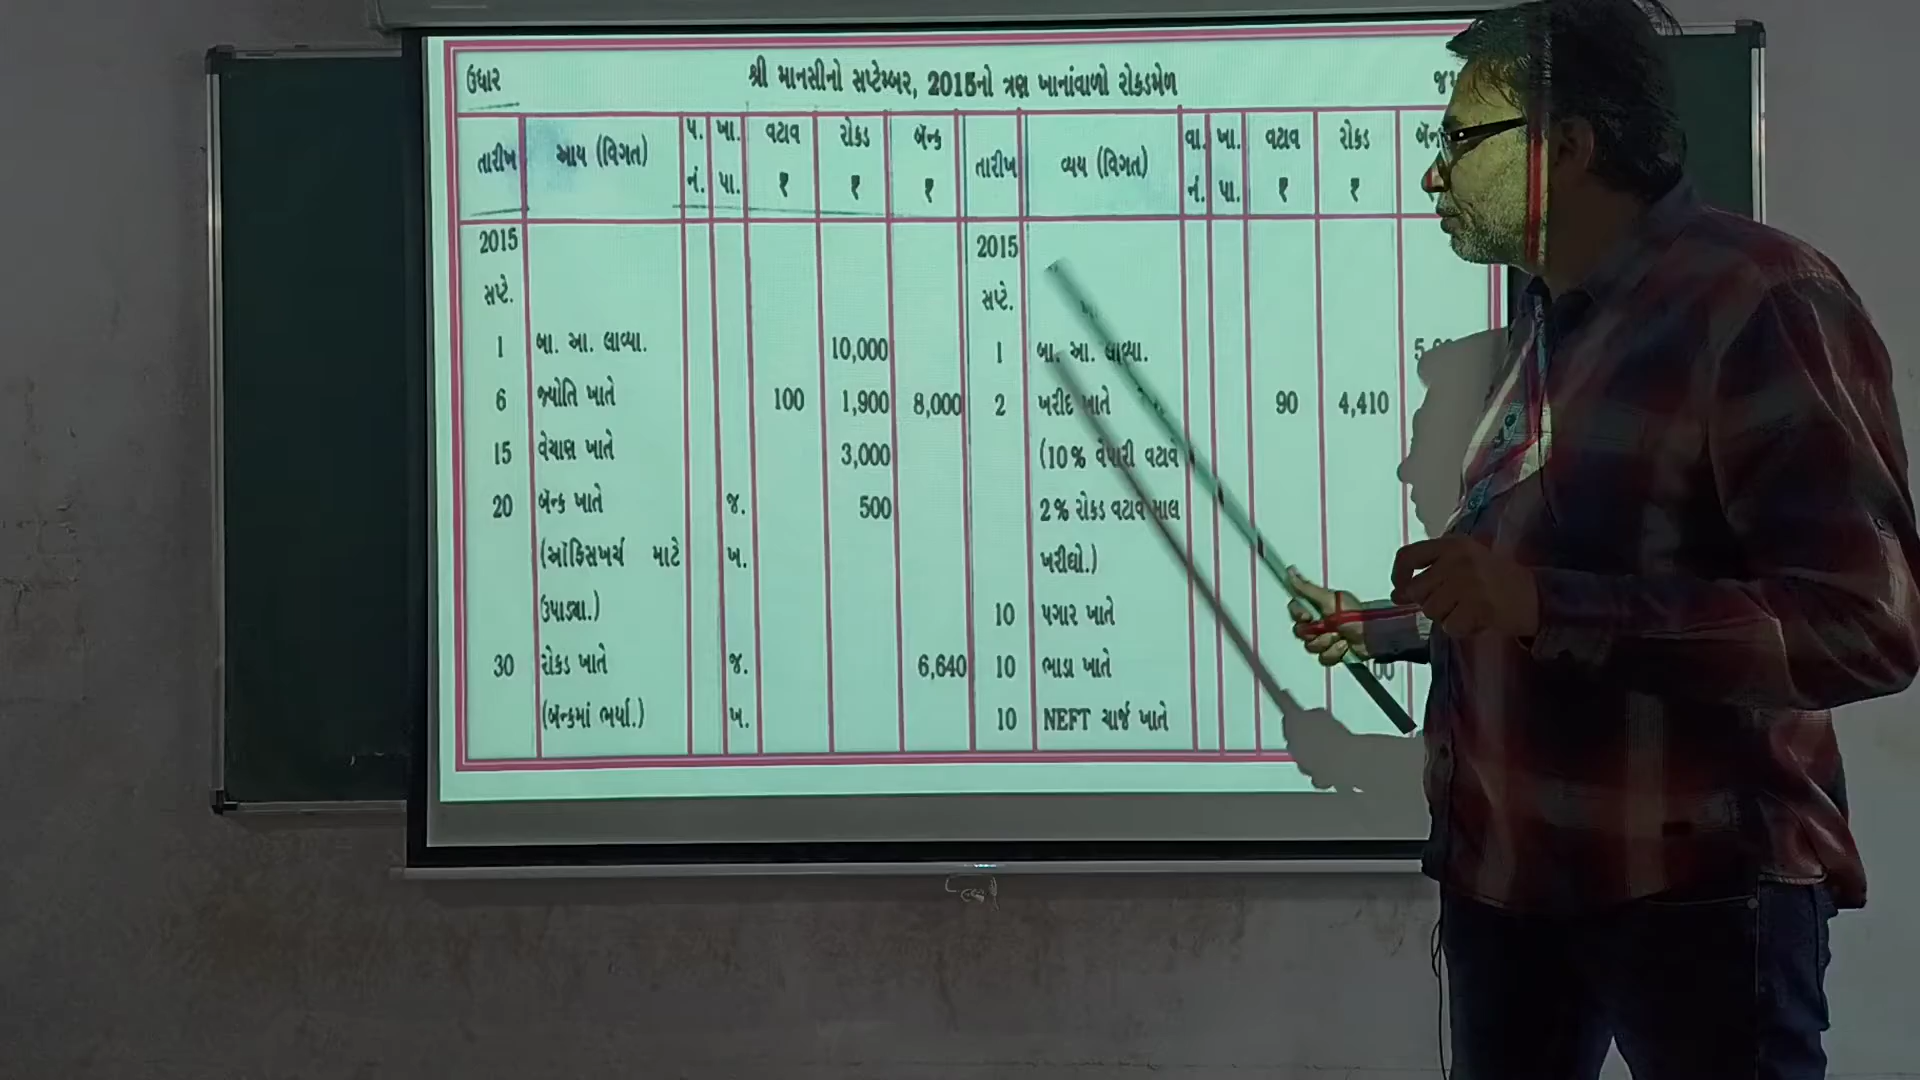 ઉધાર શ્રી માનસીનો સપ્ટેમ્બર, 2015નો ત્રણ ખાનાંવાળો રોકડમેળ
તારીખ આય (વિગત) પ. નં. ખા. પા. વટાવ ₹ રોકડ ₹ બૅન્ક ₹ તારીખ વ્યય (વિગત) વા. નં. ખા. પા. વટાવ ₹ રોકડ ₹
2015 2015
સપ્ટે. સપ્ટે.
1 બા. આ. લાવ્યા. 10,000 1 બા. આ. લાવ્યા.
6 જ્યોતિ ખાતે 100 1,900 8,000 2 ખરીદ ખાતે 90 4,410
15 વેચાણ ખાતે 3,000 (10% વેપારી વટાવે
20 બૅન્ક ખાતે જ. 500 2% રોકડ વટાવે માલ
(ઑફિસખર્ચ માટે ખ. ખરીદ્યો.)
ઉપાડ્યા.) 10 પગાર ખાતે
30 રોકડ ખાતે જ. 6,640 10 ભાડા ખાતે
(બૅન્કમાં ભર્યા.) ખ. 10 NEFT ચાર્જ ખાતે